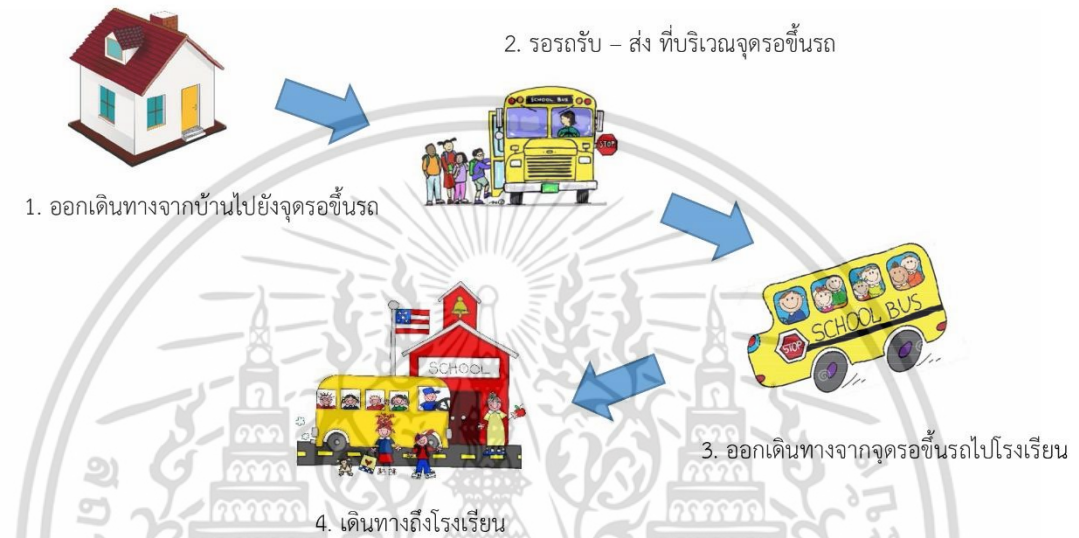 2. รอรถรับ – ส่ง ที่บริเวณจุดรอขึ้นรถ
SCHOOL BUS
STOP
1. ออกเดินทางจากบ้านไปยังจุดรอขึ้นรถ
SCHOOL BUS
STOP
SCHOOL
3. ออกเดินทางจากจุดรอขึ้นรถไปโรงเรียน
4. เดินทางถึงโรงเรียน